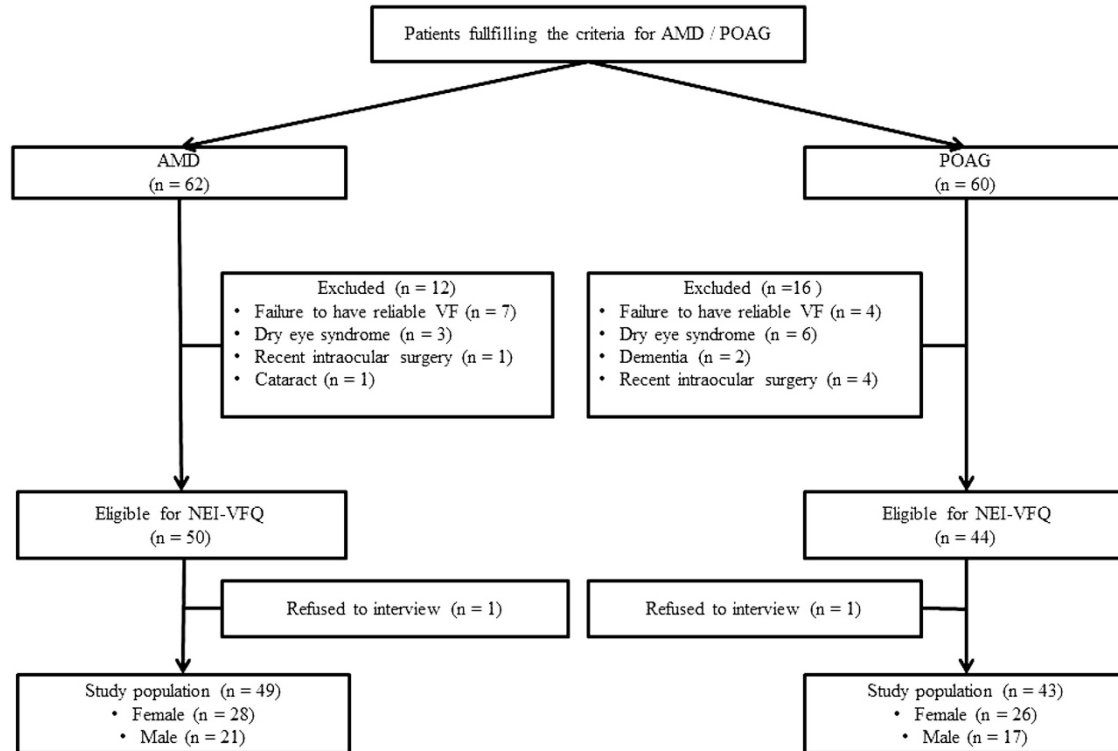 Patients fullfilling the criteria for AMD / POAG
AMD
(n = 62)
POAG
(n = 60)
Excluded (n = 12)
• Failure to have reliable VF (n = 7)
• Dry eye syndrome (n = 3)
• Recent intraocular surgery (n = 1)
• Cataract (n = 1)
Excluded (n =16 )
• Failure to have reliable VF (n = 4)
• Dry eye syndrome (n = 6)
• Dementia (n = 2)
• Recent intraocular surgery (n = 4)
Eligible for NEI-VFQ
(n = 50)
Eligible for NEI-VFQ
(n = 44)
Refused to interview (n = 1)
Refused to interview (n = 1)
Study population (n = 49)
• Female (n = 28)
• Male (n = 21)
Study population (n = 43)
• Female (n = 26)
• Male (n = 17)